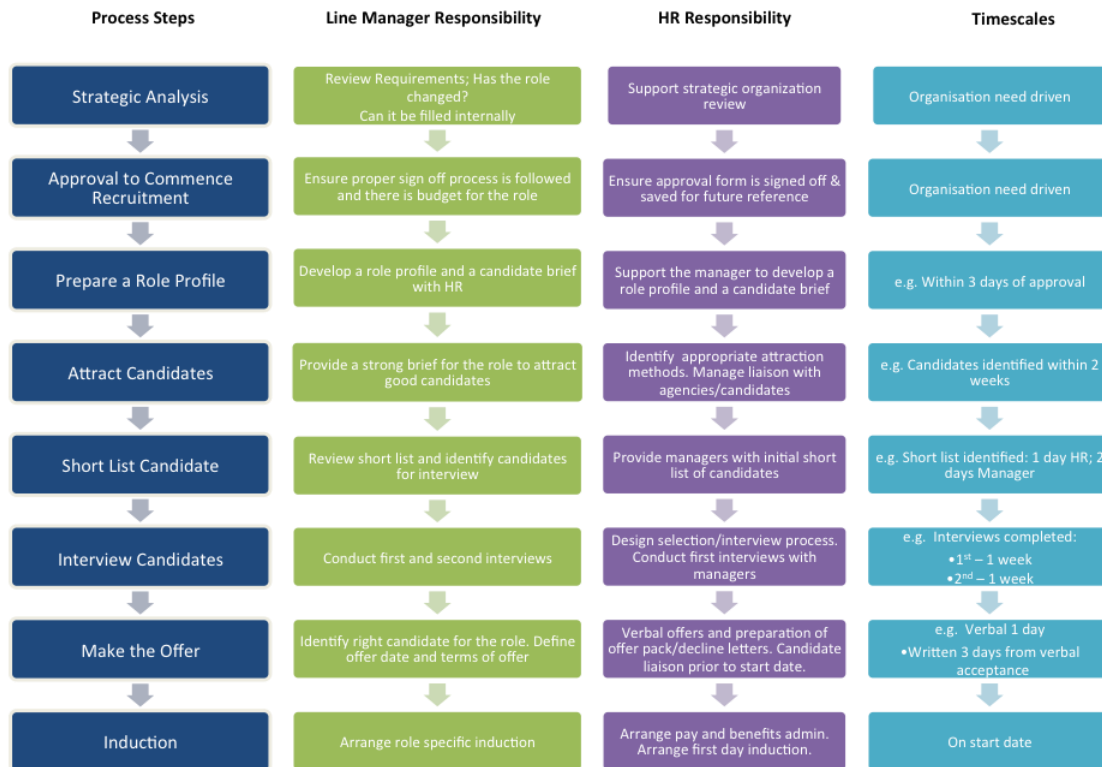 Process Steps
Line Manager Responsibility
HR Responsibility
Timescales
Strategic Analysis
Review Requirements; Has the role
changed?
Can it be filled internally
Support strategic organization
review
Organisation need driven
Approval to Commence
Recruitment
Ensure proper sign off process is followed
and there is budget for the role
Ensure approval form is signed off &
saved for future reference
Organisation need driven
Prepare a Role Profile
Develop a role profile and a candidate brief
with HR
Support the manager to develop a
role profile and a candidate brief
e.g. Within 3 days of approval
Attract Candidates
Provide a strong brief for the role to attract
good candidates
Identify appropriate attraction
methods. Manage liaison with
agencies/candidates
e.g. Candidates identified within 2
weeks
Short List Candidate
Review short list and identify candidates
for interview
Provide managers with initial short
list of candidates
e.g. Short list identified: 1 day HR; 2
days Manager
Interview Candidates
Conduct first and second interviews
Design selection/interview process.
Conduct first interviews with
managers
e.g. Interviews completed:
•1st – 1 week
•2nd – 1 week
Make the Offer
Identify right candidate for the role. Define
offer date and terms of offer
Verbal offers and preparation of
offer pack/decline letters. Candidate
liaison prior to start date.
e.g. Verbal 1 day
•Written 3 days from verbal
acceptance
Induction
Arrange role specific induction
Arrange pay and benefits admin.
Arrange first day induction.
On start date